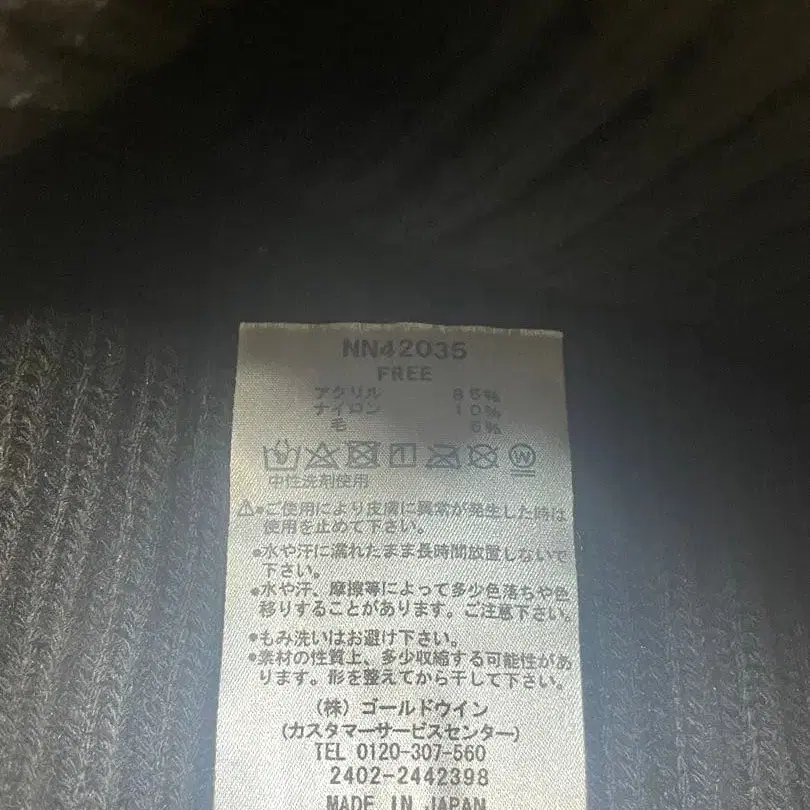 NN42035
FREE
アクリル 85%
ナイロン 10%
毛 5%
中性洗剤使用
⚠●ご使用により皮膚に異常が発生した時は
使用を止めて下さい。
●水や汗に濡れたまま長時間放置しないで
下さい。
●水や汗、摩擦等によって多少色落ちや色
移りすることがあります。ご注意下さい。
●もみ洗いはお避け下さい。
●素材の性質上、多少収縮する可能性があ
ります。形を整えてから干して下さい。
(株) ゴールドウイン
(カスタマーサービスセンター)
TEL 0120-307-560
2402-2442398
MADE IN JAPAN